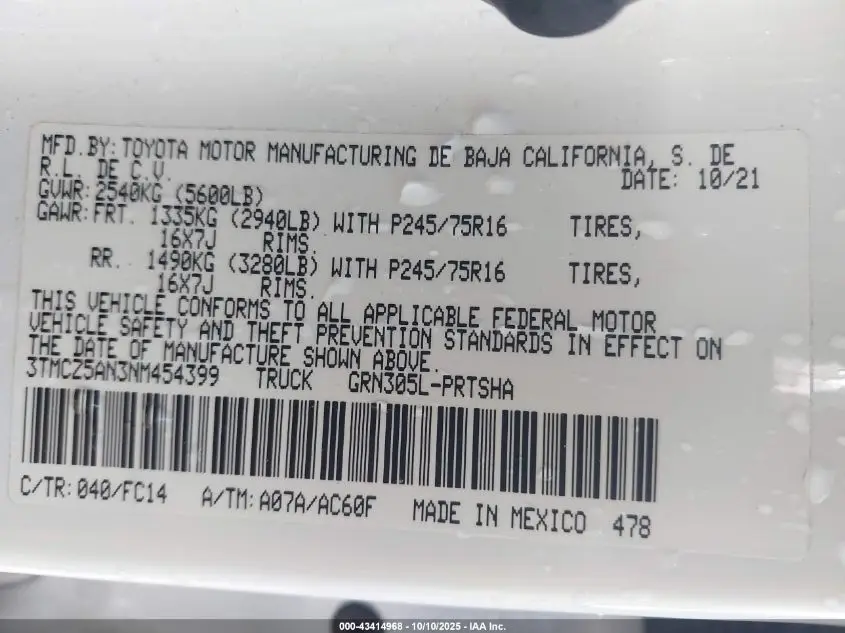 MFD.BY:TOYOTA MOTOR MANUFACTURING DE BAJA CALIFORNIA, S. DE
R.L. DE C.V. DATE: 10/21
GVWR:2540KG (5600LB)
GAWR:FRT. 1335KG (2940LB) WITH P245/75R16 TIRES,
16X7J RIMS.
RR. 1490KG (3280LB) WITH P245/75R16 TIRES,
16X7J RIMS.
THIS VEHICLE CONFORMS TO ALL APPLICABLE FEDERAL MOTOR
VEHICLE SAFETY AND THEFT PREVENTION STANDARDS IN EFFECT ON
THE DATE OF MANUFACTURE SHOWN ABOVE.
3TMCZ5AN3NM454399 TRUCK GRN305L-PRTSHA
C/TR:040/FC14 A/TM:A07A/AC60F MADE IN MEXICO 478
000-43414968 - 10/10/2025 - IAA Inc.